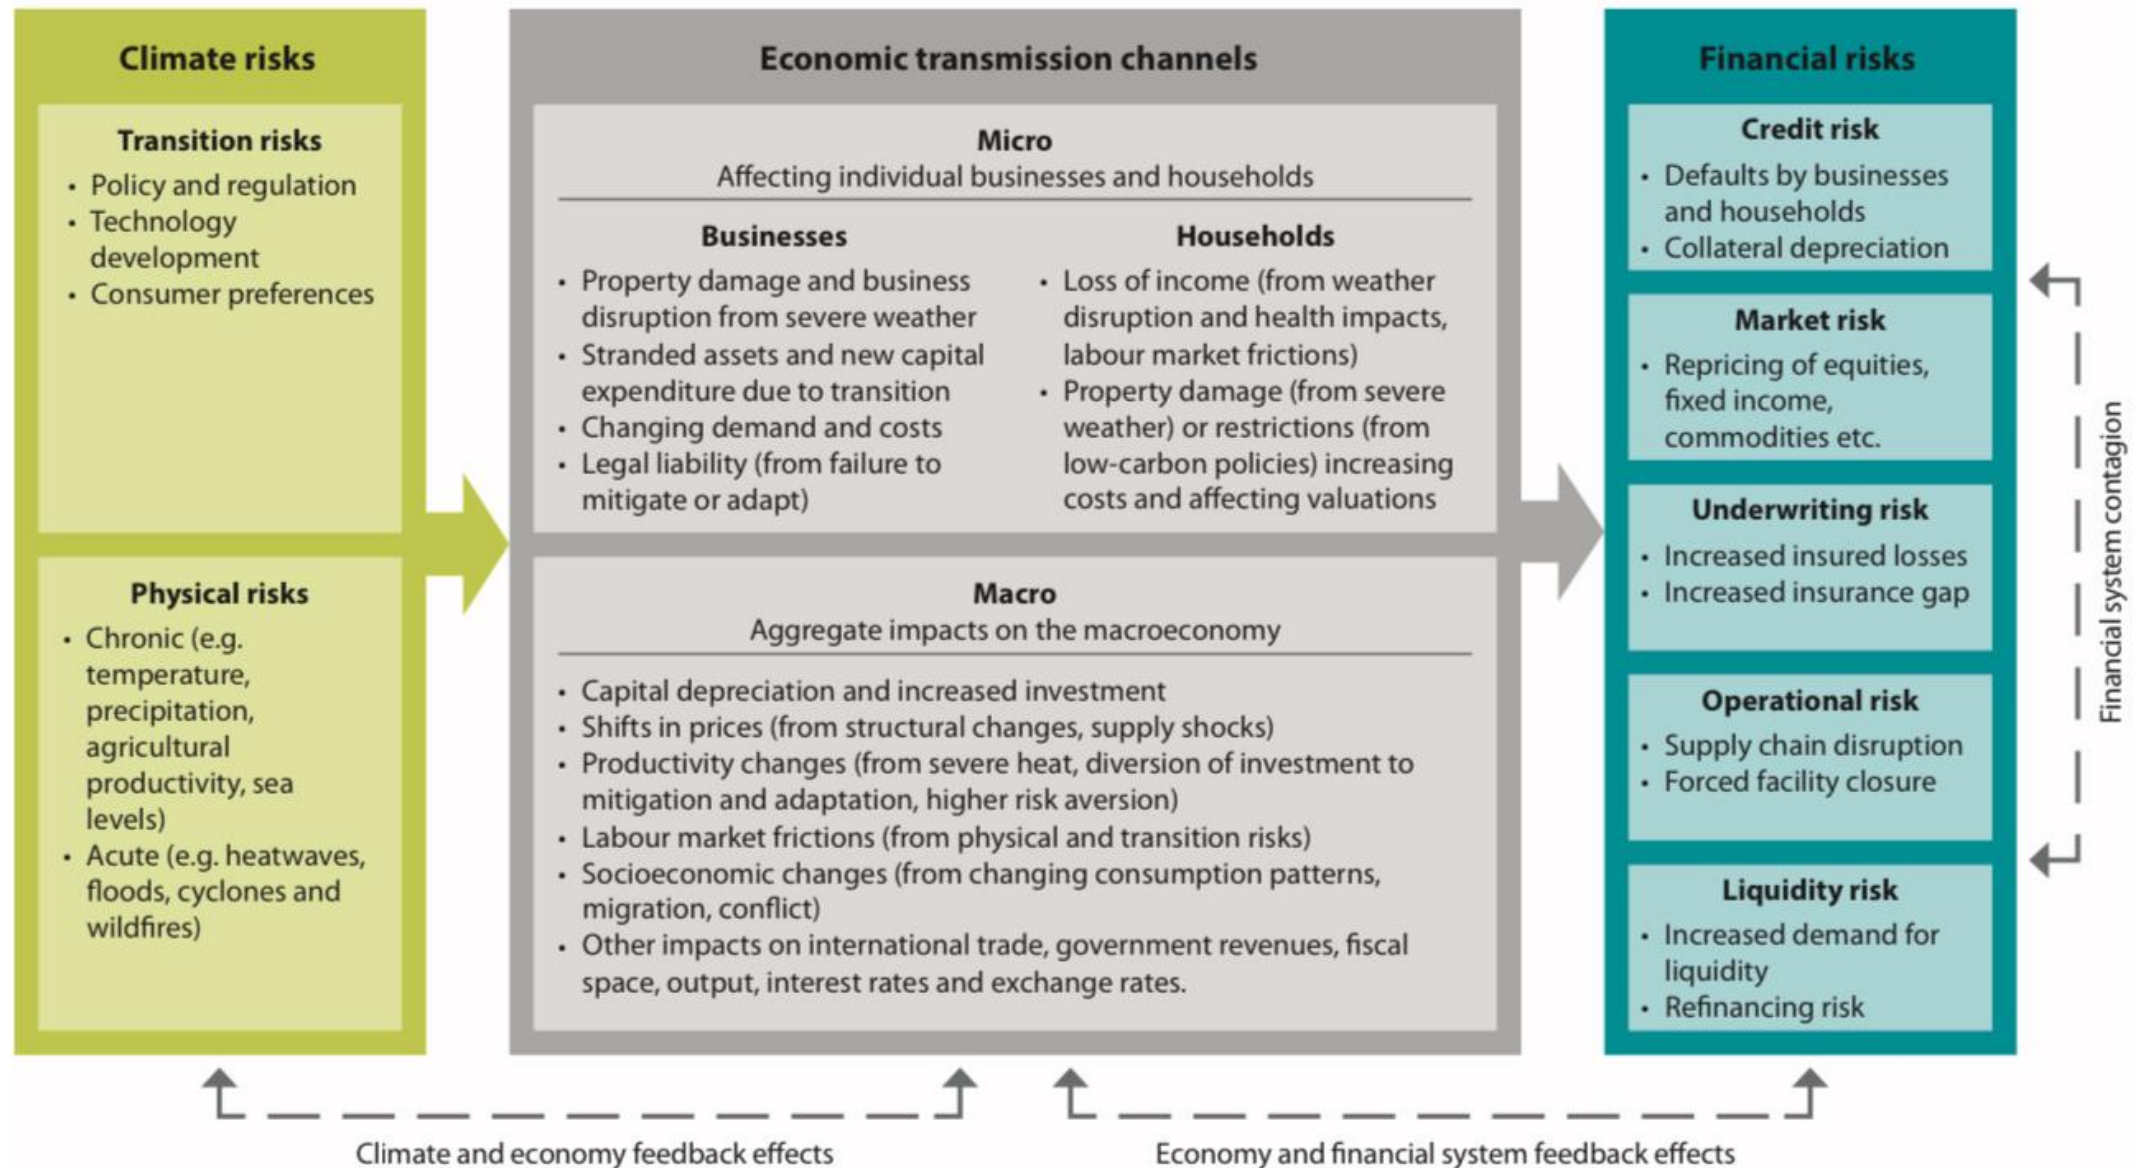 Climate risks
Transition risks
• Policy and regulation
• Technology
development
• Consumer preferences
Physical risks
• Chronic (e.g.
temperature,
precipitation,
agricultural
productivity, sea
levels)
• Acute (e.g. heatwaves,
floods, cyclones and
wildfires)
Economic transmission channels
Micro
Affecting individual businesses and households
Businesses
• Property damage and business
disruption from severe weather
• Stranded assets and new capital
expenditure due to transition
• Changing demand and costs
• Legal liability (from failure to
mitigate or adapt)
Households
• Loss of income (from weather
disruption and health impacts,
labour market frictions)
• Property damage (from severe
weather) or restrictions (from
low-carbon policies) increasing
costs and affecting valuations
Macro
Aggregate impacts on the macroeconomy
• Capital depreciation and increased investment
• Shifts in prices (from structural changes, supply shocks)
• Productivity changes (from severe heat, diversion of investment to
mitigation and adaptation, higher risk aversion)
• Labour market frictions (from physical and transition risks)
• Socioeconomic changes (from changing consumption patterns,
migration, conflict)
• Other impacts on international trade, government revenues, fiscal
space, output, interest rates and exchange rates.
Financial risks
Credit risk
• Defaults by businesses
and households
• Collateral depreciation
Market risk
• Repricing of equities,
fixed income,
commodities etc.
Underwriting risk
• Increased insured losses
• Increased insurance gap
Operational risk
• Supply chain disruption
• Forced facility closure
Liquidity risk
• Increased demand for
liquidity
• Refinancing risk
Financial system contagion
Climate and economy feedback effects
Economy and financial system feedback effects